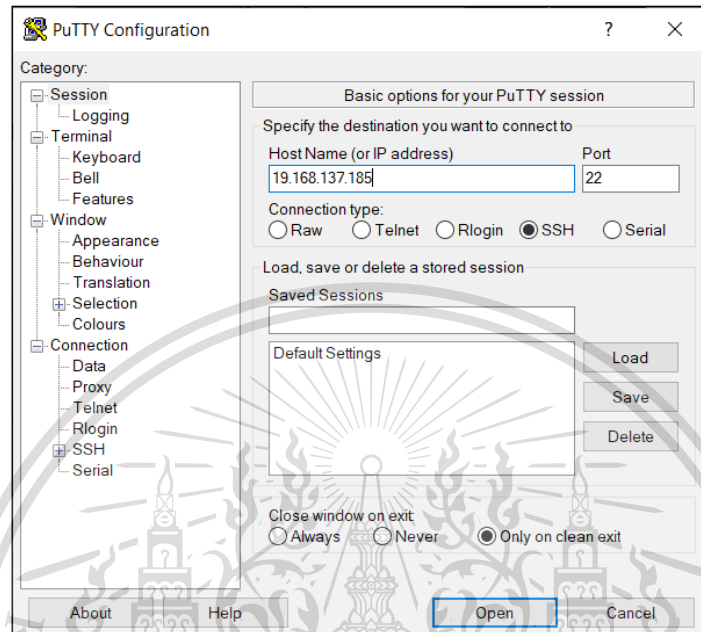 PuTTY Configuration
?
Category:
Session
Logging
Terminal
Keyboard
Bell
Features
Window
Appearance
Behaviour
Translation
Selection
Colours
Connection
Data
Proxy
Telnet
Rlogin
SSH
Serial
Basic options for your PuTTY session
Specify the destination you want to connect to
Host Name (or IP address) Port
19.168.137.185 22
Connection type:
Raw Telnet Rlogin SSH Serial
Load, save or delete a stored session
Saved Sessions
Default Settings
Load
Save
Delete
Close window on exit:
Always Never Only on clean exit
About Help Open Cancel